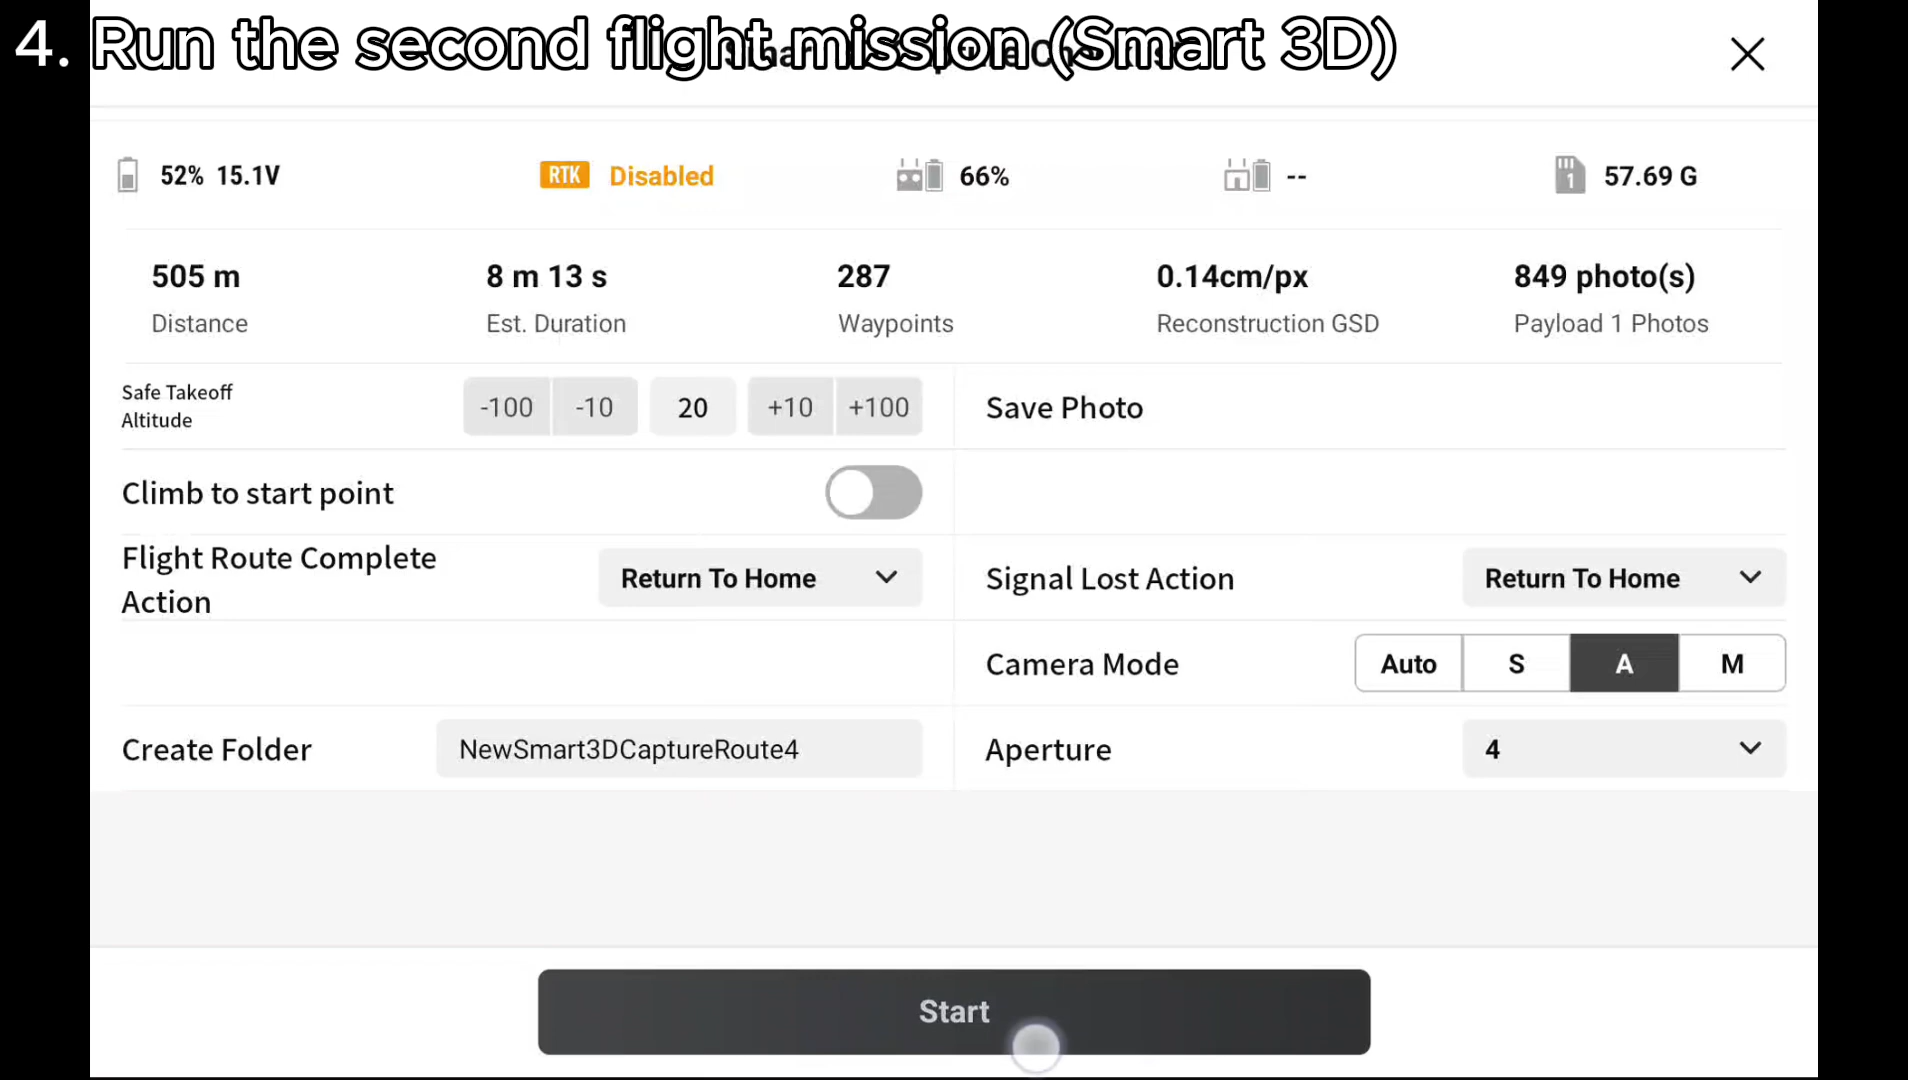 4. Run the second flight mission (Smart 3D)
52% 15.1V RTK Disabled 66% -- 1 57.69 G
505 m 8 m 13 s 287 0.14cm/px 849 photo(s)
Distance Est. Duration Waypoints Reconstruction GSD Payload 1 Photos
Safe Takeoff
Altitude
-100 -10 20 +10 +100
Save Photo
Climb to start point
Flight Route Complete
Action
Return To Home
Signal Lost Action Return To Home
Camera Mode Auto S A M
Create Folder NewSmart3DCaptureRoute4
Aperture 4
Start